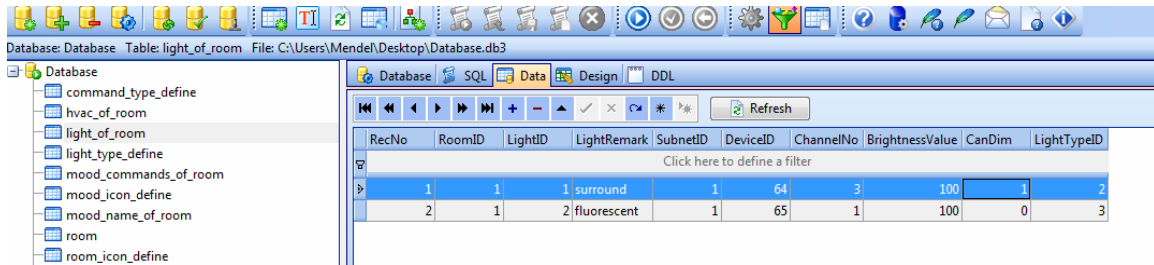 TI
Database: Database Table: light_of_room File: C:\Users\Mendel\Desktop\Database.db3
Database
command_type_define
hvac_of_room
light_of_room
light_type_define
mood_commands_of_room
mood_icon_define
mood_name_of_room
room
room_icon_define
Database SQL Data Design DDL
Refresh
RecNo RoomID LightID LightRemark SubnetID DeviceID ChannelNo BrightnessValue CanDim LightTypeID
Click here to define a filter
1 1 1 surround 1 64 3 100 1 2
2 1 2 fluorescent 1 65 1 100 0 3